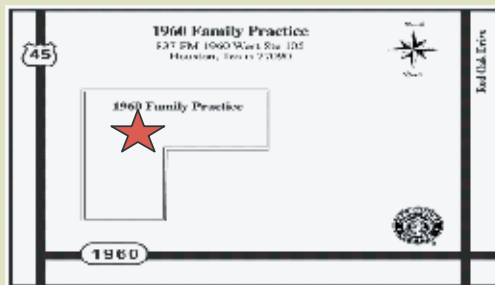 1960 Family Practice
837 FM 1960 West Ste 105
Houston, Texas 77090
45
Red Oak Drive
1960 Family Practice
1960